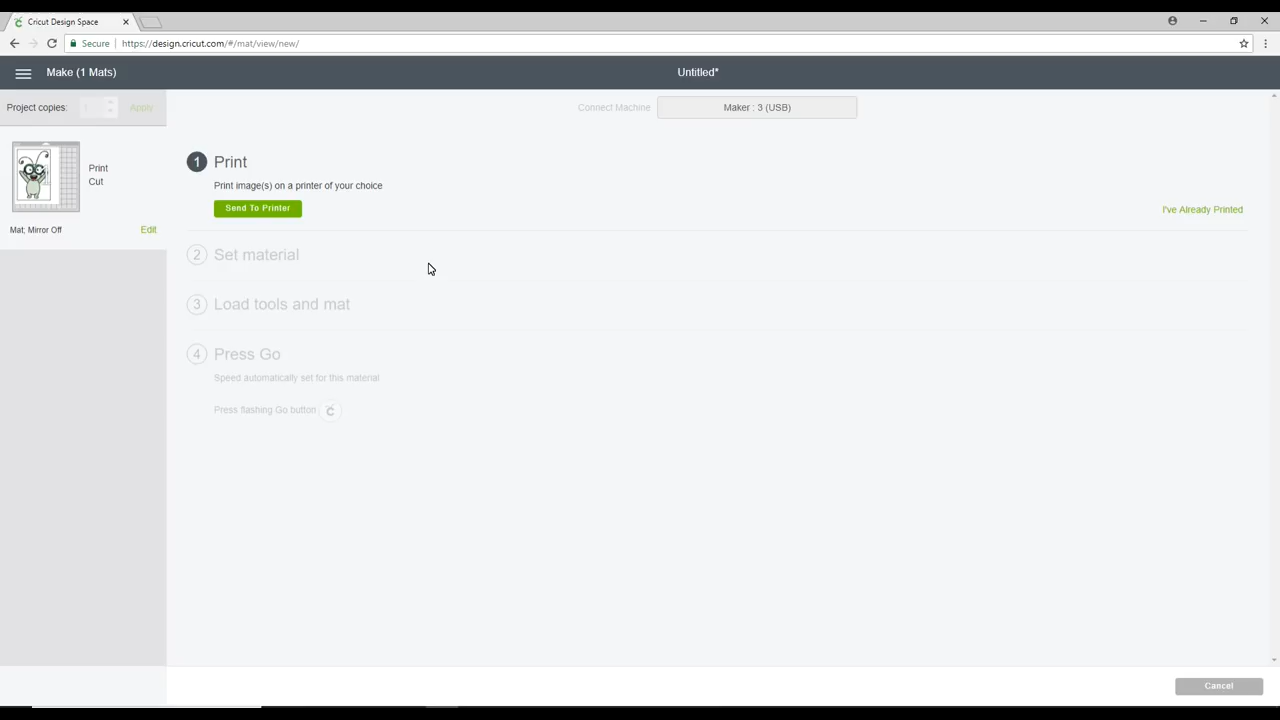 Cricut Design Space
Secure
https://design.cricut.com/#/mat/view/new/
Make (1 Mats)
Untitled*
Project copies:
1
Apply
Connect Machine
Maker : 3 (USB)
Print
Cut
Mat; Mirror Off
Edit
1
Print
Print image(s) on a printer of your choice
Send To Printer
I've Already Printed
2
Set material
3
Load tools and mat
4
Press Go
Speed automatically set for this material
Press flashing Go button
Cancel